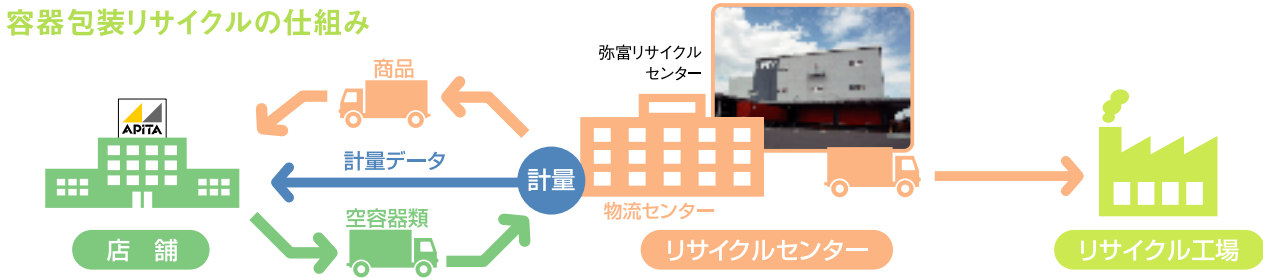 容器包装リサイクルの仕組み
商品
弥富リサイクル
センター
APiTA
計量データ
計量
空容器類
物流センター
店 舗
リサイクルセンター
リサイクル工場